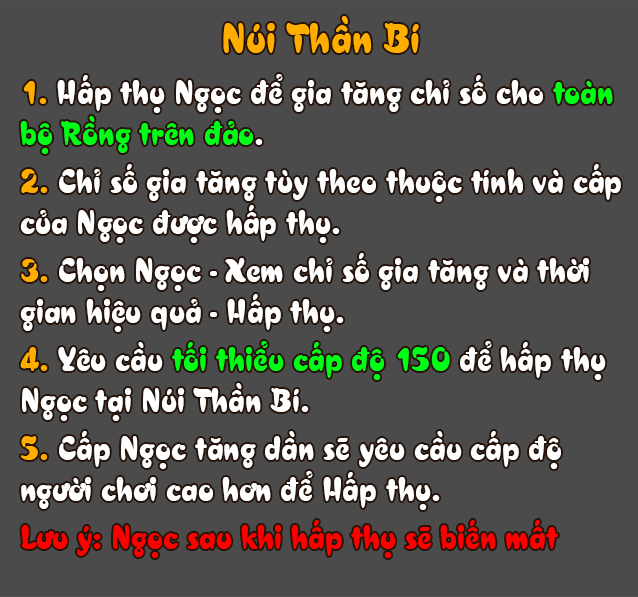 Núi Thần Bí
1. Hấp thụ Ngọc để gia tăng chỉ số cho toàn
bộ Rồng trên đảo.
2. Chỉ số gia tăng tùy theo thuộc tính và cấp
của Ngọc được hấp thụ.
3. Chọn Ngọc - Xem chỉ số gia tăng và thời
gian hiệu quả - Hấp thụ.
4. Yêu cầu tối thiểu cấp độ 150 để hấp thụ
Ngọc tại Núi Thần Bí.
5. Cấp Ngọc tăng dần sẽ yêu cầu cấp độ
người chơi cao hơn để Hấp thụ.
Lưu ý: Ngọc sau khi hấp thụ sẽ biến mất